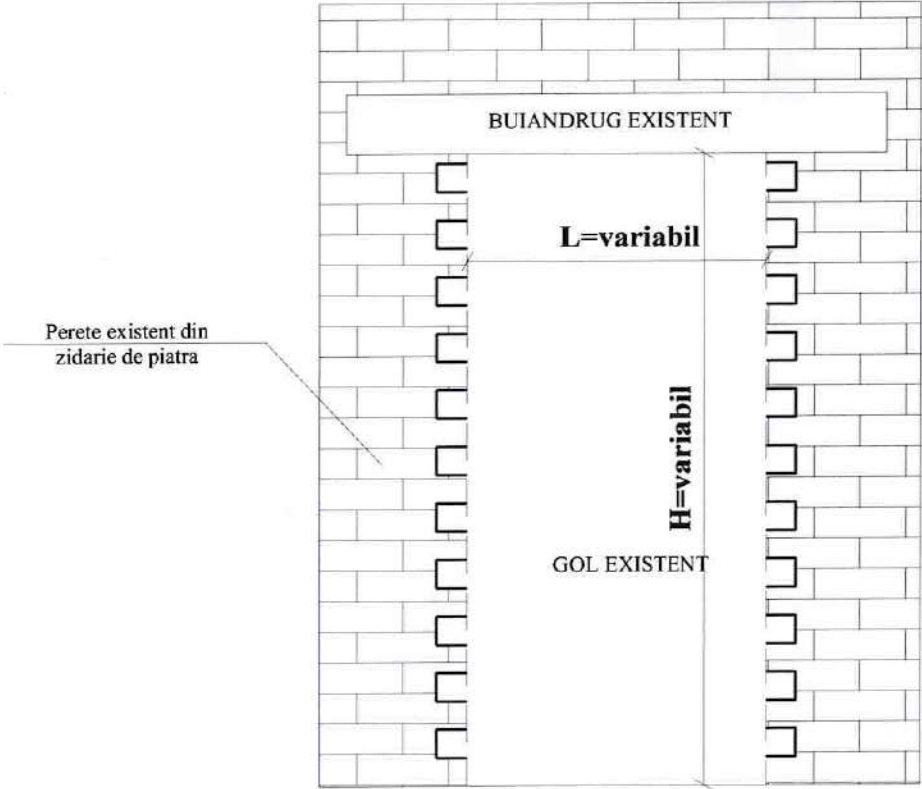 BUIANDRUG EXISTENT
L=variabil
Perete existent din
zidarie de piatra
H=variabil
GOL EXISTENT